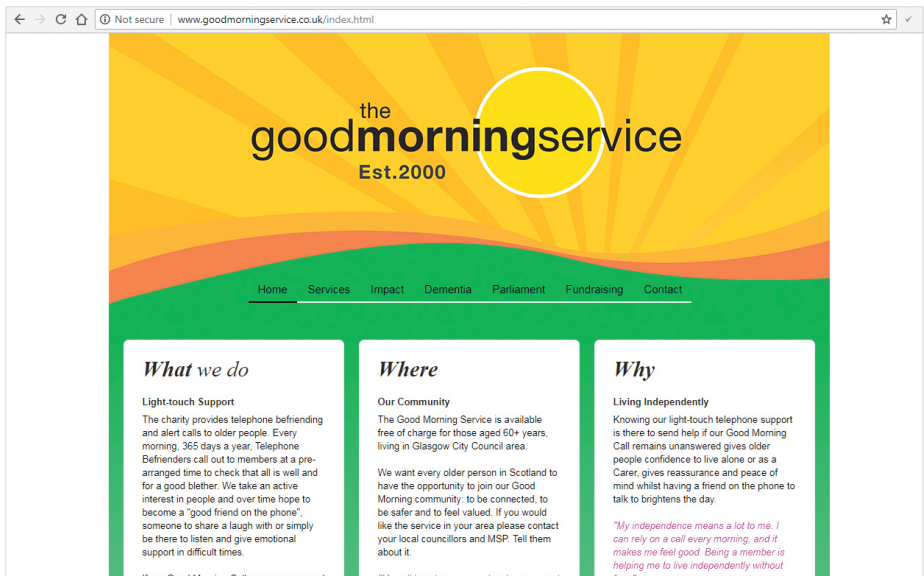 Not secure | www.goodmorningservice.co.uk/index.html
the
goodmorningservice
Est.2000
Home Services Impact Dementia Parliament Fundraising Contact
What we do
Light-touch Support
The charity provides telephone befriending
and alert calls to older people. Every
morning, 365 days a year, Telephone
Befrienders call out to members at a pre-
arranged time to check that all is well and
for a good blether. We take an active
interest in people and over time hope to
become a "good friend on the phone",
someone to share a laugh with or simply
be there to listen and give emotional
support in difficult times.
Where
Our Community
The Good Morning Service is available
free of charge for those aged 60+ years,
living in Glasgow City Council area.
We want every older person in Scotland to
have the opportunity to join our Good
Morning community: to be connected, to
be safer and to feel valued. If you would
like the service in your area please contact
your local councillors and MSP. Tell them
about it.
Why
Living Independently
Knowing our light-touch telephone support
is there to send help if our Good Morning
Call remains unanswered gives older
people confidence to live alone or as a
Carer, gives reassurance and peace of
mind whilst having a friend on the phone to
talk to brightens the day.
"My independence means a lot to me. I
can rely on a call every morning, and it
makes me feel good. Being a member is
helping me to live independently without